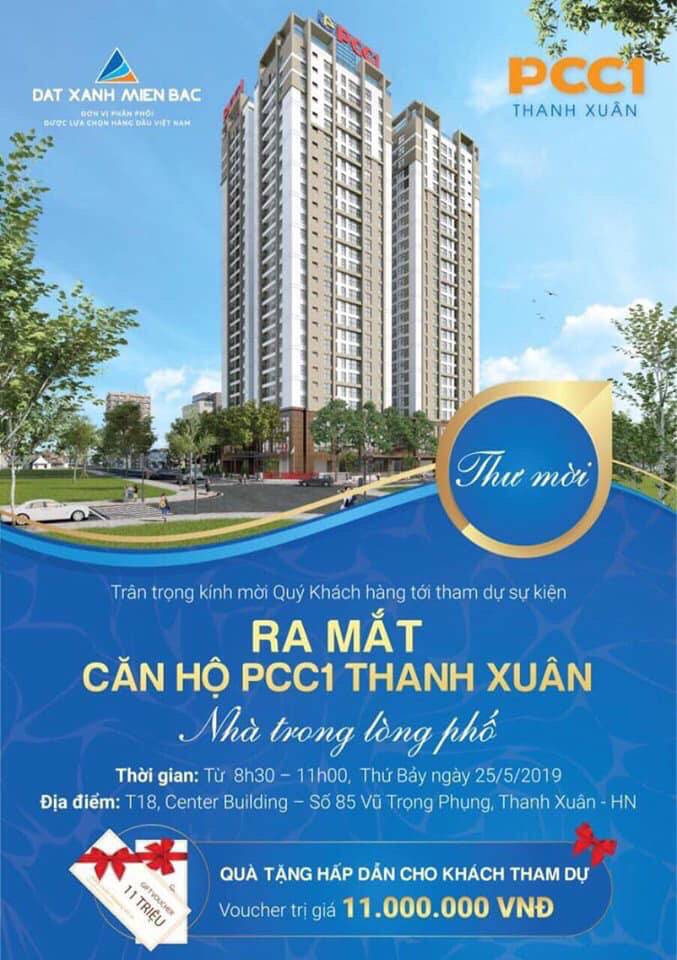 PCC1
ĐẤT XANH MIỀN BẮC
ĐƠN VỊ PHÂN PHỐI
ĐƯỢC LỰA CHỌN HÀNG ĐẦU VIỆT NAM
PCC1
THANH XUÂN
Thư mời
Trân trọng kính mời Quý Khách hàng tới tham dự sự kiện
RA MẮT
CĂN HỘ PCC1 THANH XUÂN
Nhà trong lòng phố
Thời gian: Từ 8h30 – 11h00, Thứ Bảy ngày 25/5/2019
Địa điểm: T18, Center Building – Số 85 Vũ Trọng Phụng, Thanh Xuân - HN
GIFT VOUCHER
11 TRIỆU
QUÀ TẶNG HẤP DẪN CHO KHÁCH THAM DỰ
Voucher trị giá 11.000.000 VNĐ